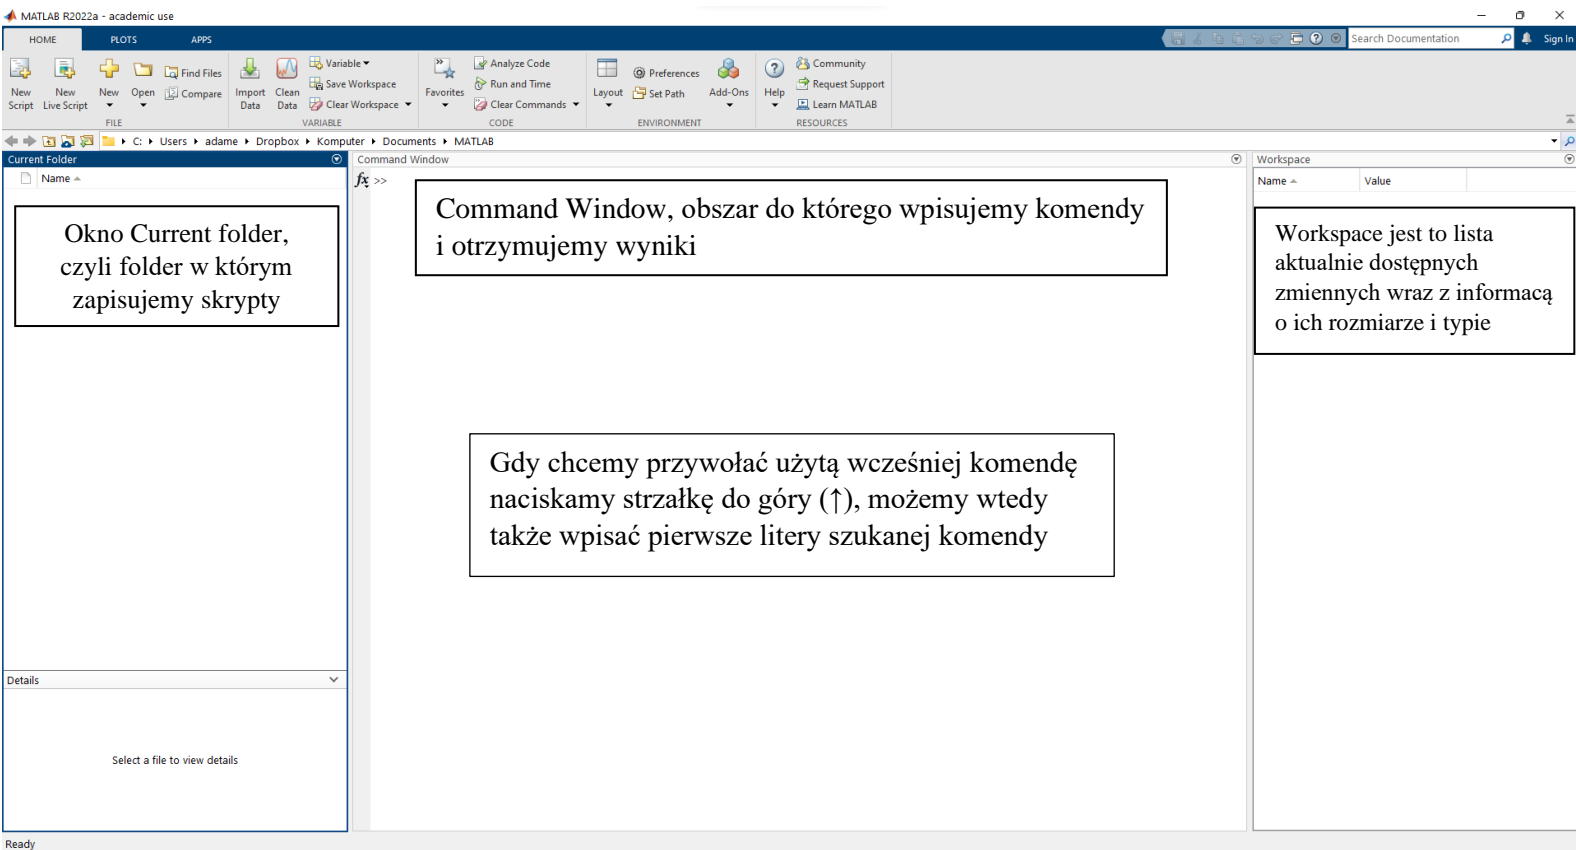 MATLAB R2022a - academic use
HOME PLOTS APPS
Search Documentation
Sign In
New Script
New Live Script
New
Open
Find Files
Compare
Import Data
Clean Data
Variable
Save Workspace
Clear Workspace
Favorites
Analyze Code
Run and Time
Clear Commands
Layout
Preferences
Set Path
Add-Ons
Help
Community
Request Support
Learn MATLAB
FILE VARIABLE CODE ENVIRONMENT RESOURCES
C: Users adame Dropbox Komputer Documents MATLAB
Current Folder
Name
Okno Current folder,
czyli folder w którym
zapisujemy skrypty
Details
Select a file to view details
Command Window
fx >>
Command Window, obszar do którego wpisujemy komendy
i otrzymujemy wyniki
Gdy chcemy przywołać użytą wcześniej komendę
naciskamy strzałkę do góry (↑), możemy wtedy
także wpisać pierwsze litery szukanej komendy
Workspace
Name Value
Workspace jest to lista
aktualnie dostępnych
zmiennych wraz z informacą
o ich rozmiarze i typie
Ready